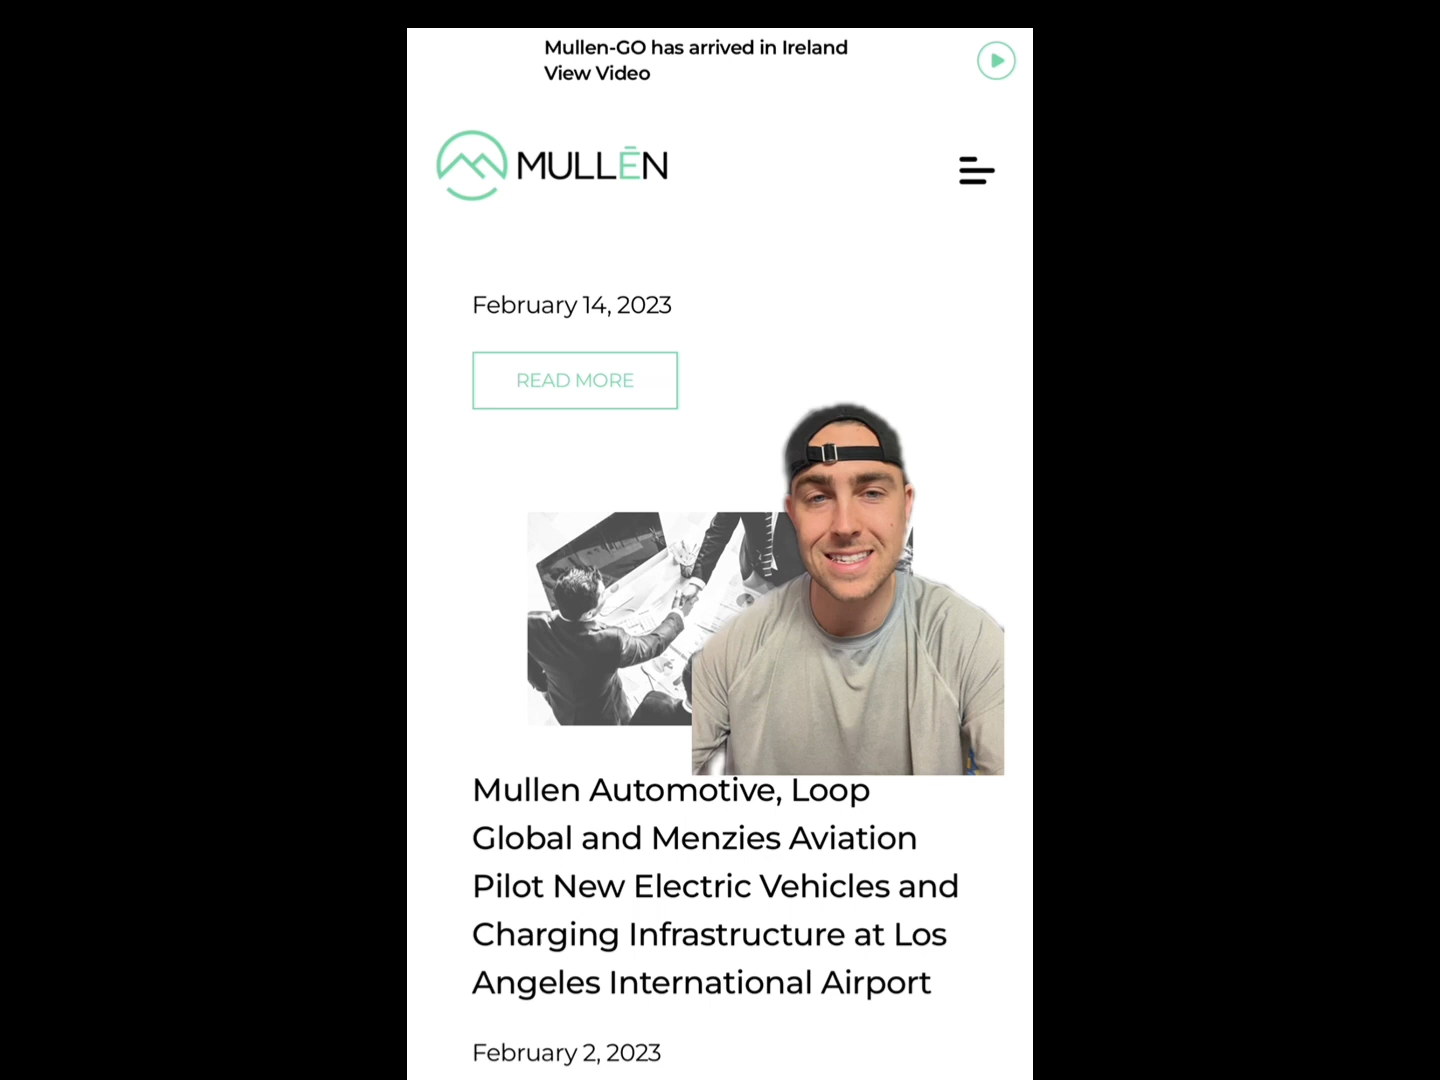 Mullen-GO has arrived in Ireland
View Video
MULLĒN
February 14, 2023
READ MORE
Mullen Automotive, Loop
Global and Menzies Aviation
Pilot New Electric Vehicles and
Charging Infrastructure at Los
Angeles International Airport
February 2, 2023